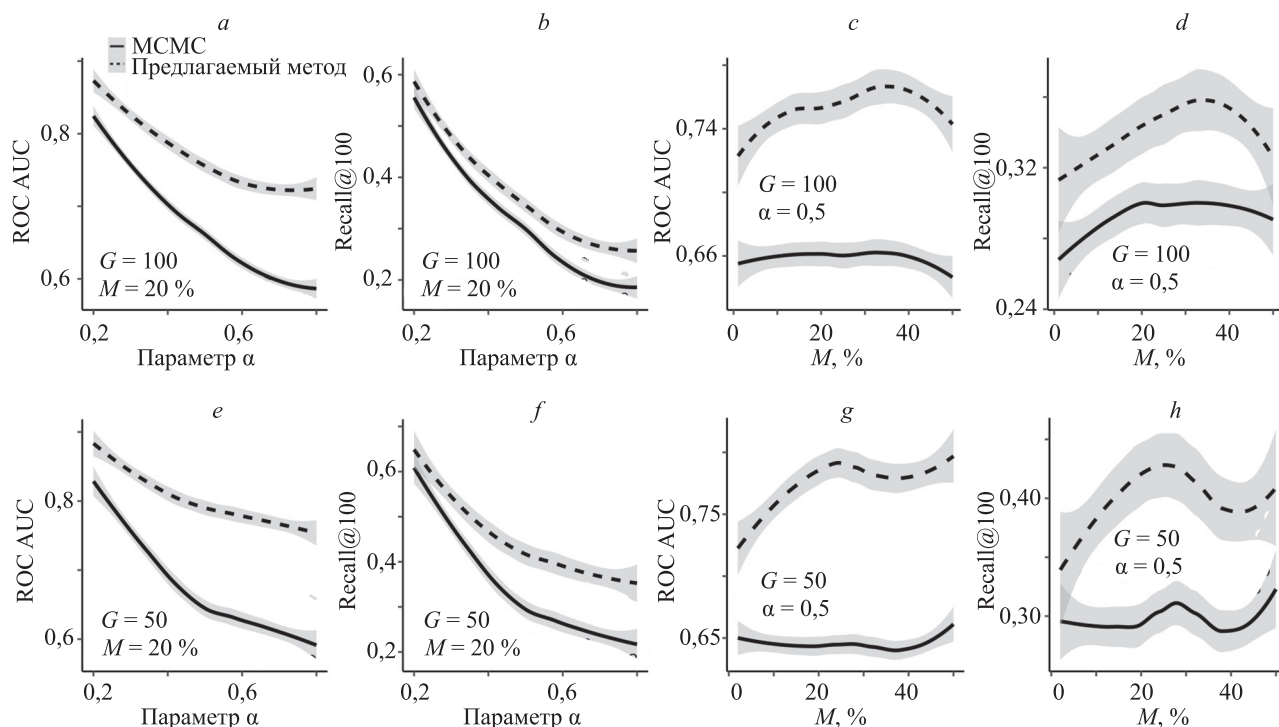 a
MCMC
Предлагаемый метод
ROC AUC
0,8
0,6
G = 100
M = 20 %
0,2 0,6
Параметр α
b
Recall@100
0,6
0,4
0,2
G = 100
M = 20 %
0,2 0,6
Параметр α
c
ROC AUC
0,74
0,66
G = 100
α = 0,5
0 20 40
M, %
d
Recall@100
0,32
0,24
G = 100
α = 0,5
0 20 40
M, %
e
ROC AUC
0,8
0,6
G = 50
M = 20 %
0,2 0,6
Параметр α
f
Recall@100
0,6
0,4
0,2
G = 50
M = 20 %
0,2 0,6
Параметр α
g
ROC AUC
0,75
0,65
G = 50
α = 0,5
0 20 40
M, %
h
Recall@100
0,40
0,30
G = 50
α = 0,5
0 20 40
M, %